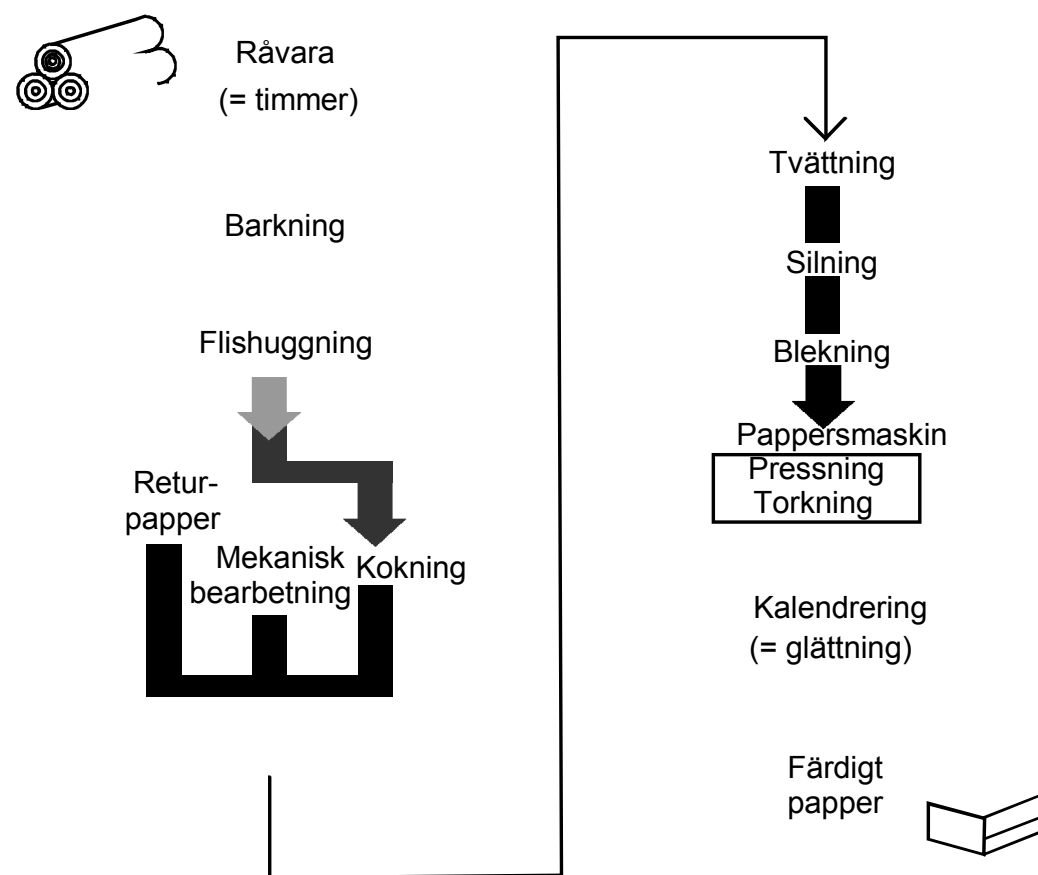 Råvara
(= timmer)
Barkning
Flishuggning
Retur-
papper
Mekanisk
bearbetning
Kokning
Tvättning
Silning
Blekning
Pappersmaskin
Pressning
Torkning
Kalendrering
(= glättning)
Färdigt
papper